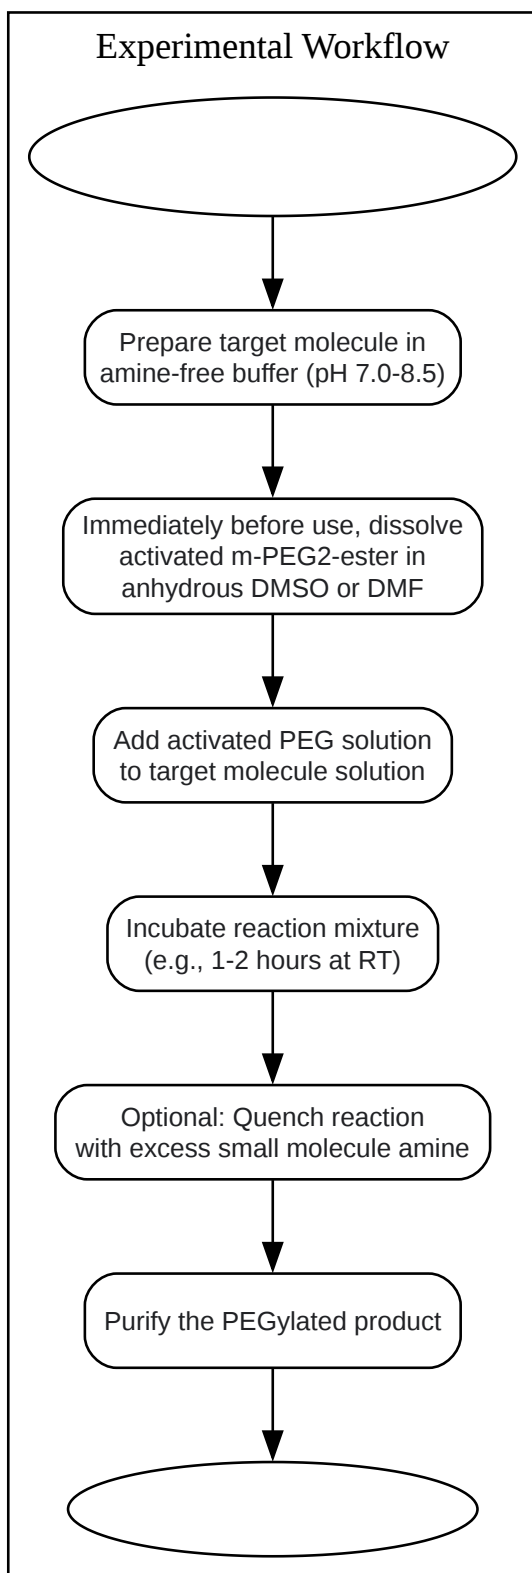 Experimental Workflow
Prepare target molecule in
amine-free buffer (pH 7.0-8.5)
Immediately before use, dissolve
activated m-PEG2-ester in
anhydrous DMSO or DMF
Add activated PEG solution
to target molecule solution
Incubate reaction mixture
(e.g., 1-2 hours at RT)
Optional: Quench reaction
with excess small molecule amine
Purify the PEGylated product